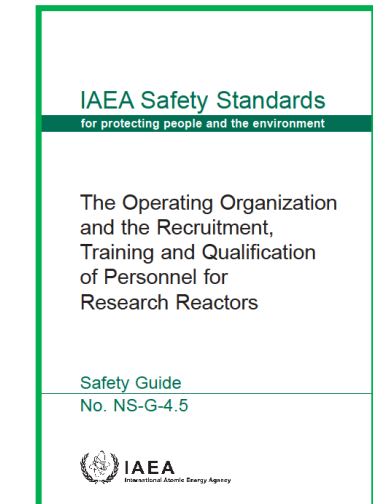 IAEA Safety Standards
for protecting people and the environment
The Operating Organization
and the Recruitment,
Training and Qualification
of Personnel for
Research Reactors
Safety Guide
No. NS-G-4.5
IAEA
International Atomic Energy Agency